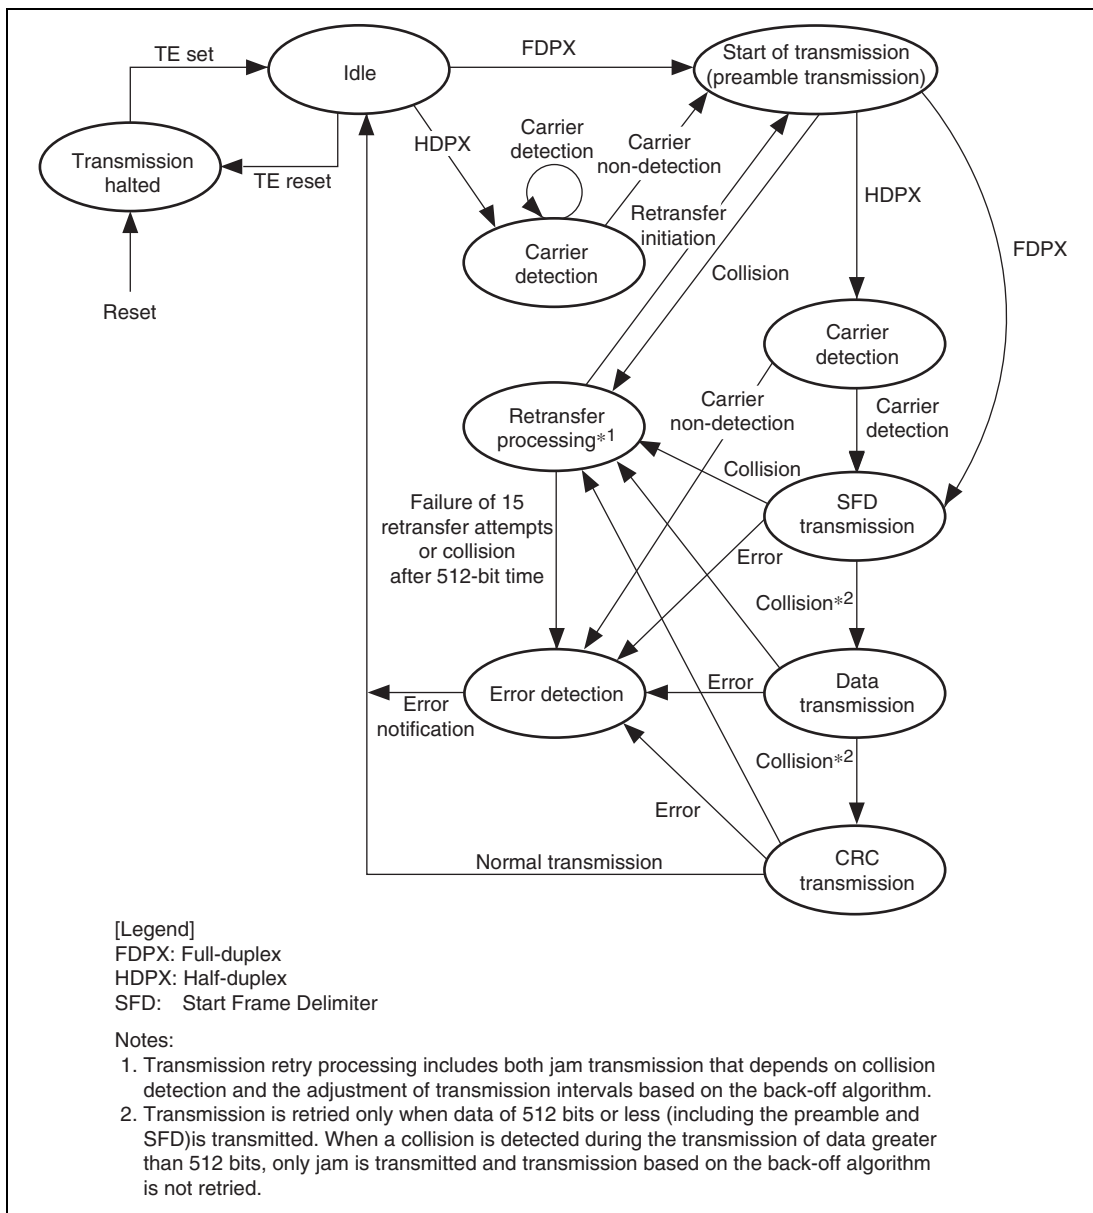 TE set
Idle
FDPX
Start of transmission
(preamble transmission)
Transmission
halted
TE reset
HDPX
Carrier
detection
Carrier
non-detection
Carrier
detection
Retransfer
initiation
Collision
HDPX
FDPX
Reset
Carrier
detection
Retransfer
processing*1
Carrier
non-detection
Carrier
detection
Collision
SFD
transmission
Failure of 15
retransfer attempts
or collision
after 512-bit time
Error
Collision*2
Error detection
Error
Data
transmission
Error
notification
Collision*2
Error
Normal transmission
CRC
transmission
[Legend]
FDPX: Full-duplex
HDPX: Half-duplex
SFD: Start Frame Delimiter
Notes:
1. Transmission retry processing includes both jam transmission that depends on collision
detection and the adjustment of transmission intervals based on the back-off algorithm.
2. Transmission is retried only when data of 512 bits or less (including the preamble and
SFD)is transmitted. When a collision is detected during the transmission of data greater
than 512 bits, only jam is transmitted and transmission based on the back-off algorithm
is not retried.